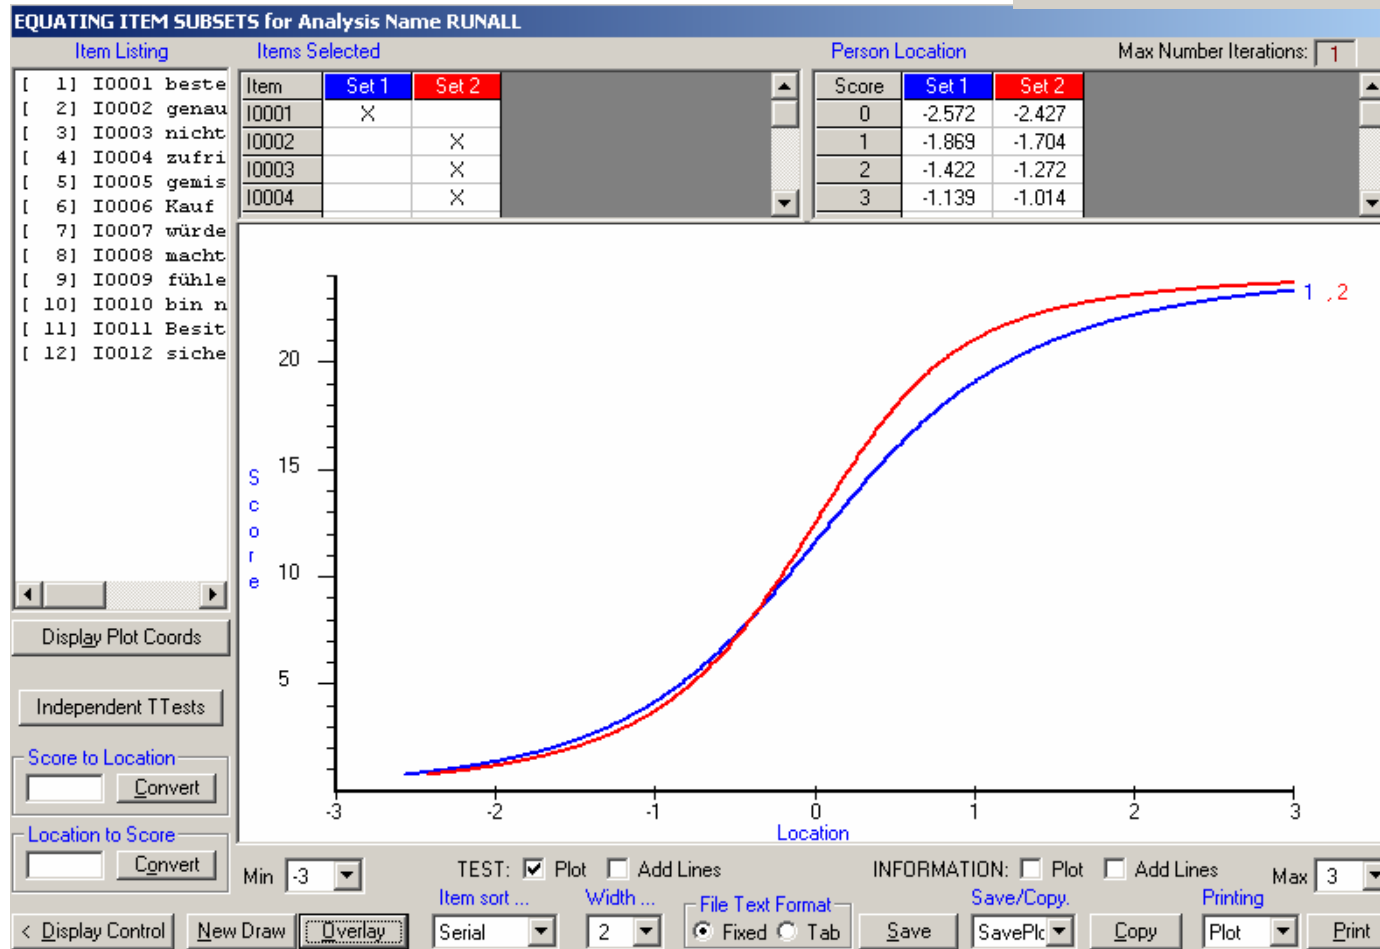 EQUATING ITEM SUBSETS for Analysis Name RUNALL
Item Listing Items Selected Person Location Max Number Iterations: 1
[ 1] I0001 beste
[ 2] I0002 genau
[ 3] I0003 nicht
[ 4] I0004 zufri
[ 5] I0005 gemis
[ 6] I0006 Kauf
[ 7] I0007 würde
[ 8] I0008 macht
[ 9] I0009 fühle
[ 10] I0010 bin n
[ 11] I0011 Besit
[ 12] I0012 siche
Item Set 1 Set 2
I0001 X
I0002 X
I0003 X
I0004 X
Score Set 1 Set 2
0 -2.572 -2.427
1 -1.869 -1.704
2 -1.422 -1.272
3 -1.139 -1.014
1 , 2
20
15
10
5
Score
-3 -2 -1 0 1 2 3
Location
Display Plot Coords
Independent TTests
Score to Location
Convert
Location to Score
Convert
Min -3 TEST: Plot Add Lines INFORMATION: Plot Add Lines Max 3
Item sort ... Width ... File Text Format Save/Copy. Printing
< Display Control New Draw Overlay Serial 2 Fixed Tab Save SavePlc Copy Plot Print